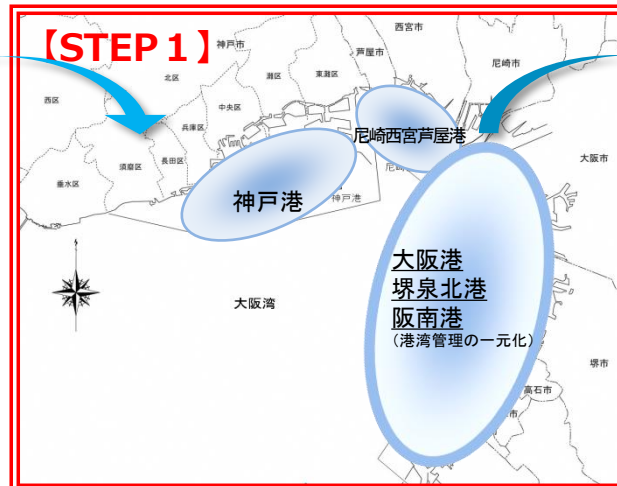 【STEP１】
神戸市
芦屋市
西宮市
尼崎市
北区
灘区
東灘区
西区
中央区
兵庫区
長田区
須磨区
垂水区
尼崎西宮芦屋港
大阪市
神戸港
神戸港
大阪湾
大阪港
堺泉北港
阪南港
（港湾管理の一元化）
堺市
高石市